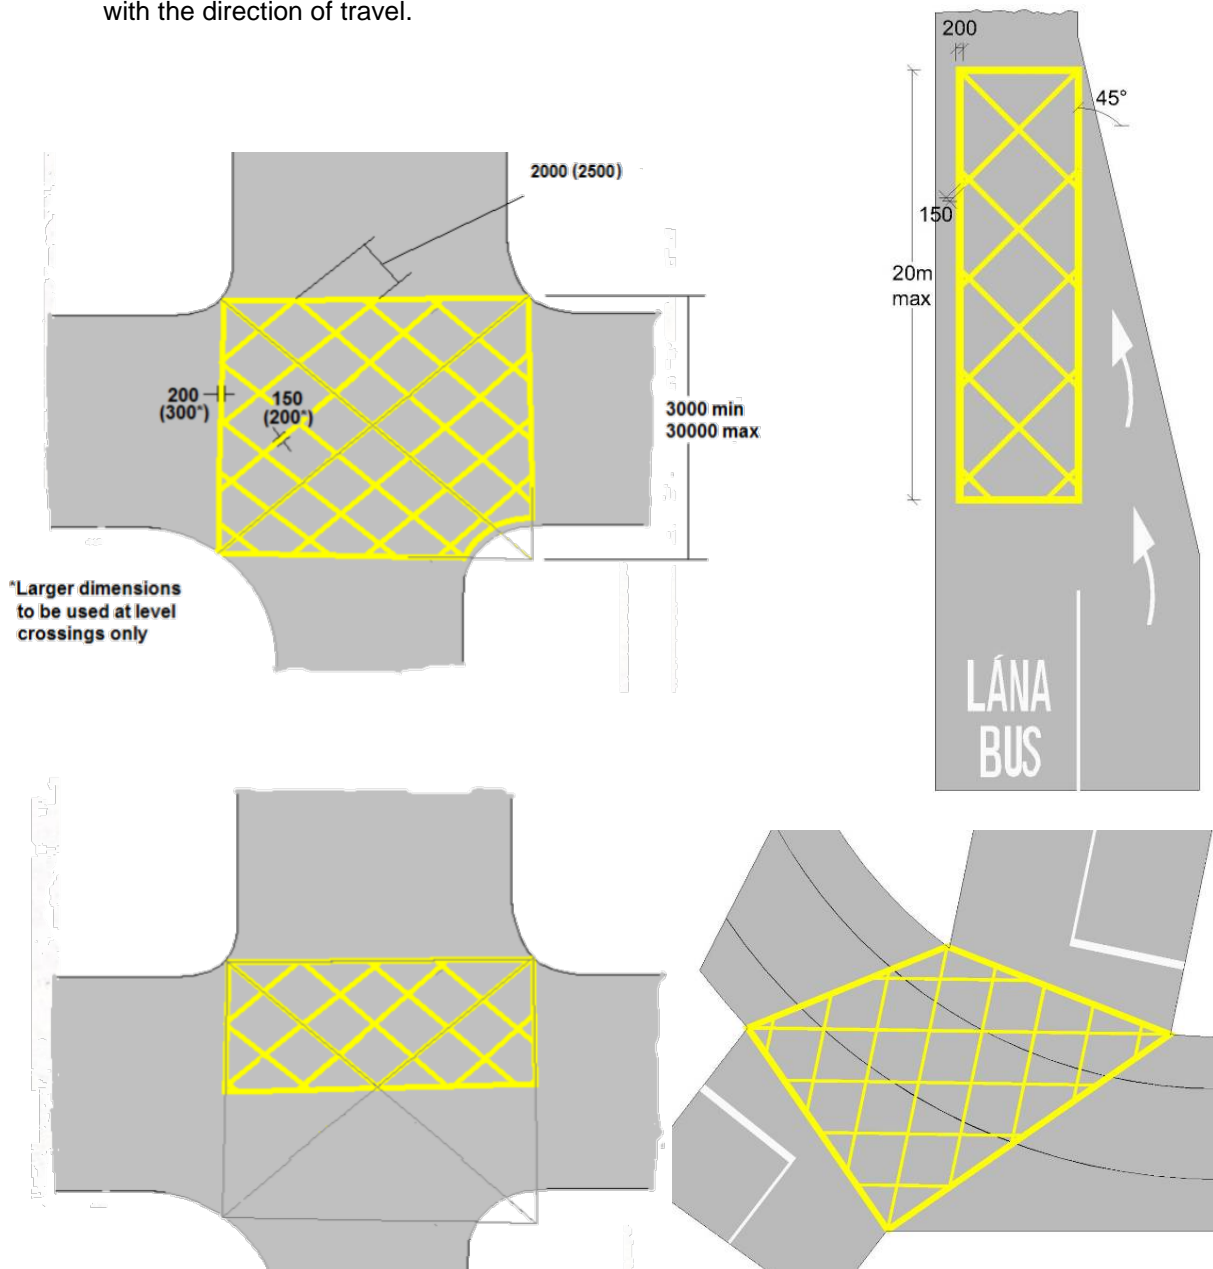 with the direction of travel.
200
45°
150
20m
max
LÁNA
BUS
2000 (2500)
200
(300*)
150
(200*)
3000 min
30000 max
*Larger dimensions
to be used at level
crossings only